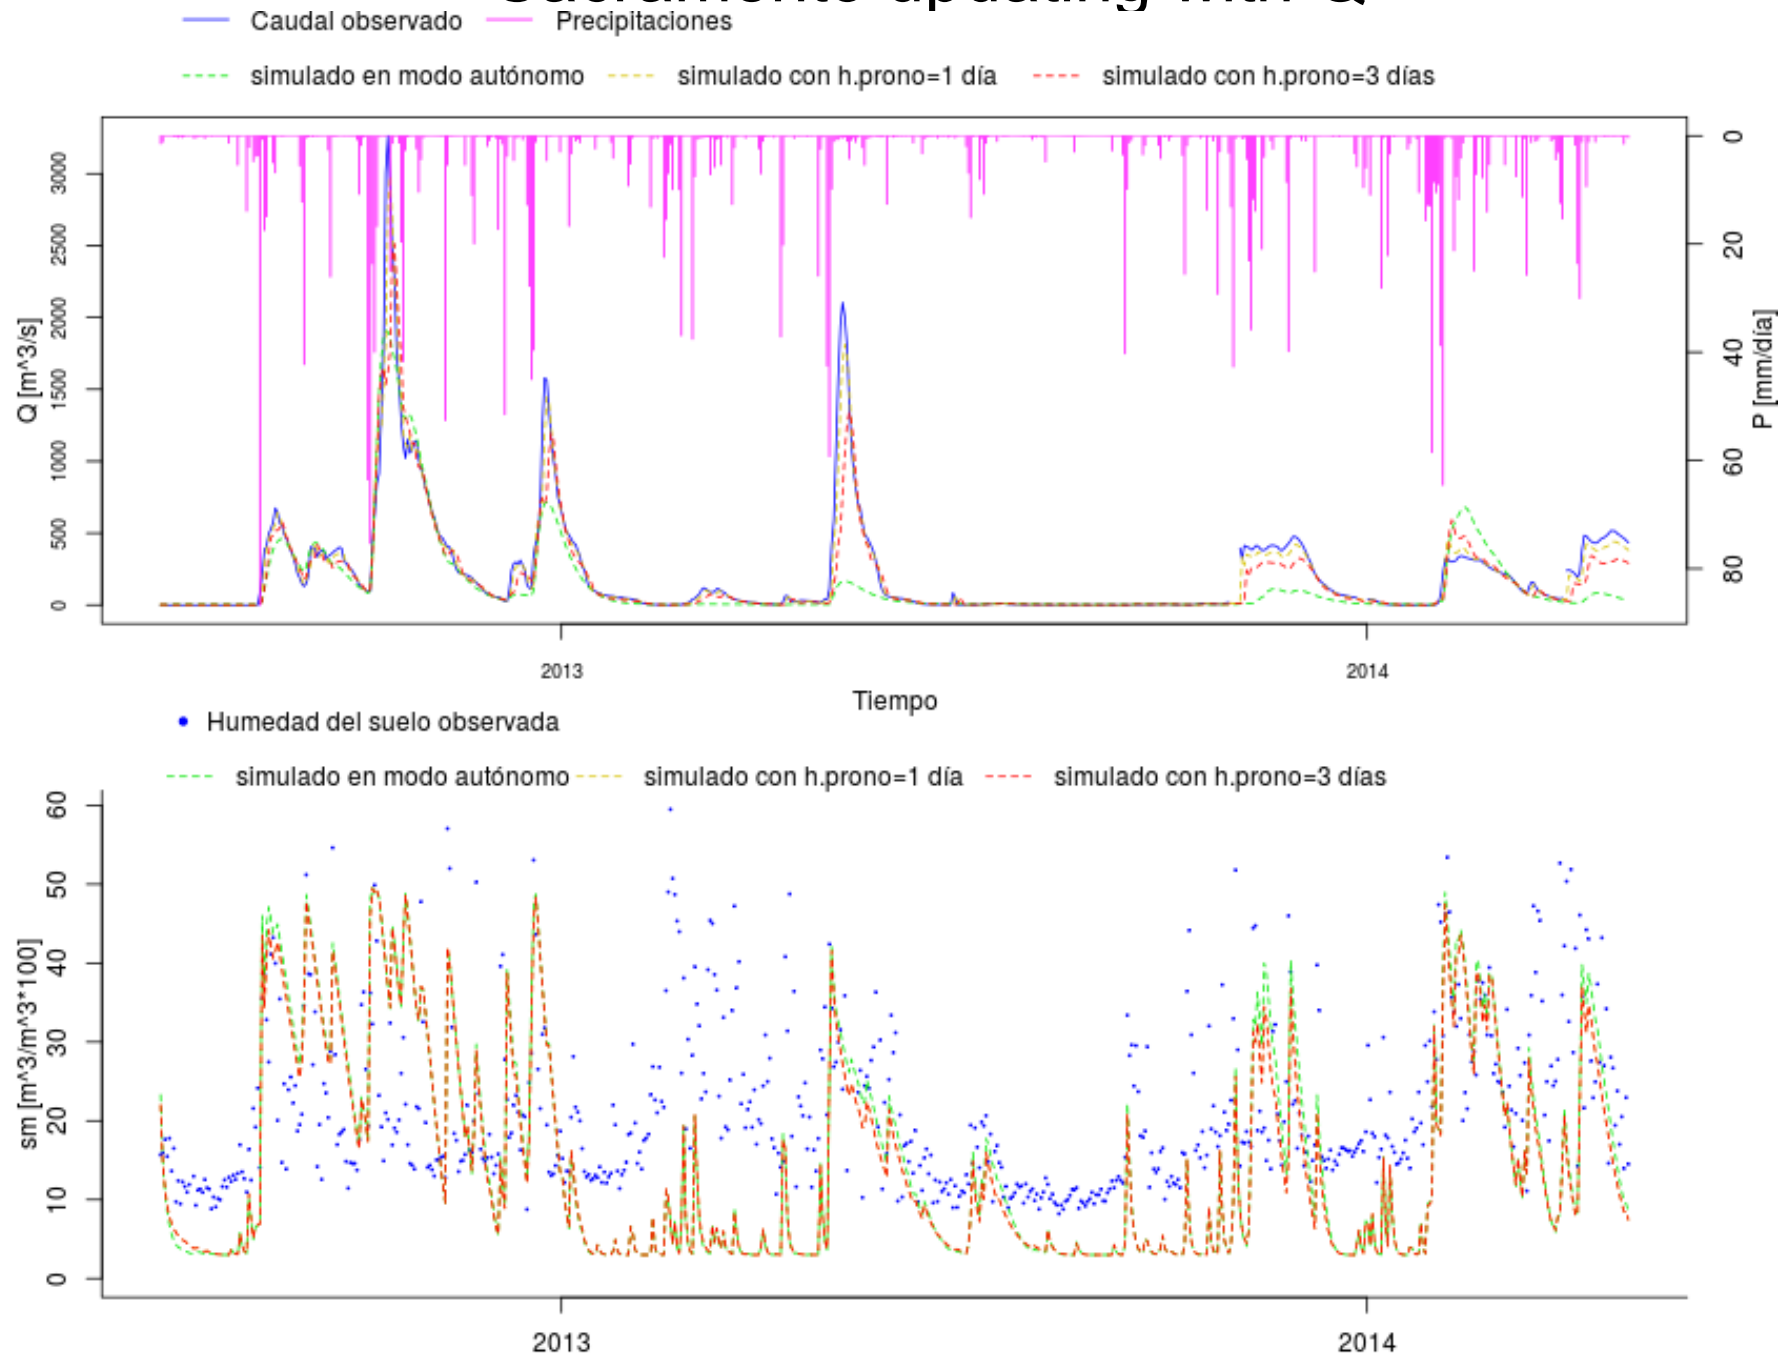 Sacramento updating with Q
Caudal observado Precipitaciones
simulado en modo autónomo simulado con h.prono=1 día simulado con h.prono=3 días
Q [m^3/s]
0 500 1000 1500 2000 2500 3000
P [mm/día]
0 20 40 60 80
2013 2014
Tiempo
Humedad del suelo observada
simulado en modo autónomo simulado con h.prono=1 día simulado con h.prono=3 días
sm [m^3/m^3*100]
0 10 20 30 40 50 60
2013 2014